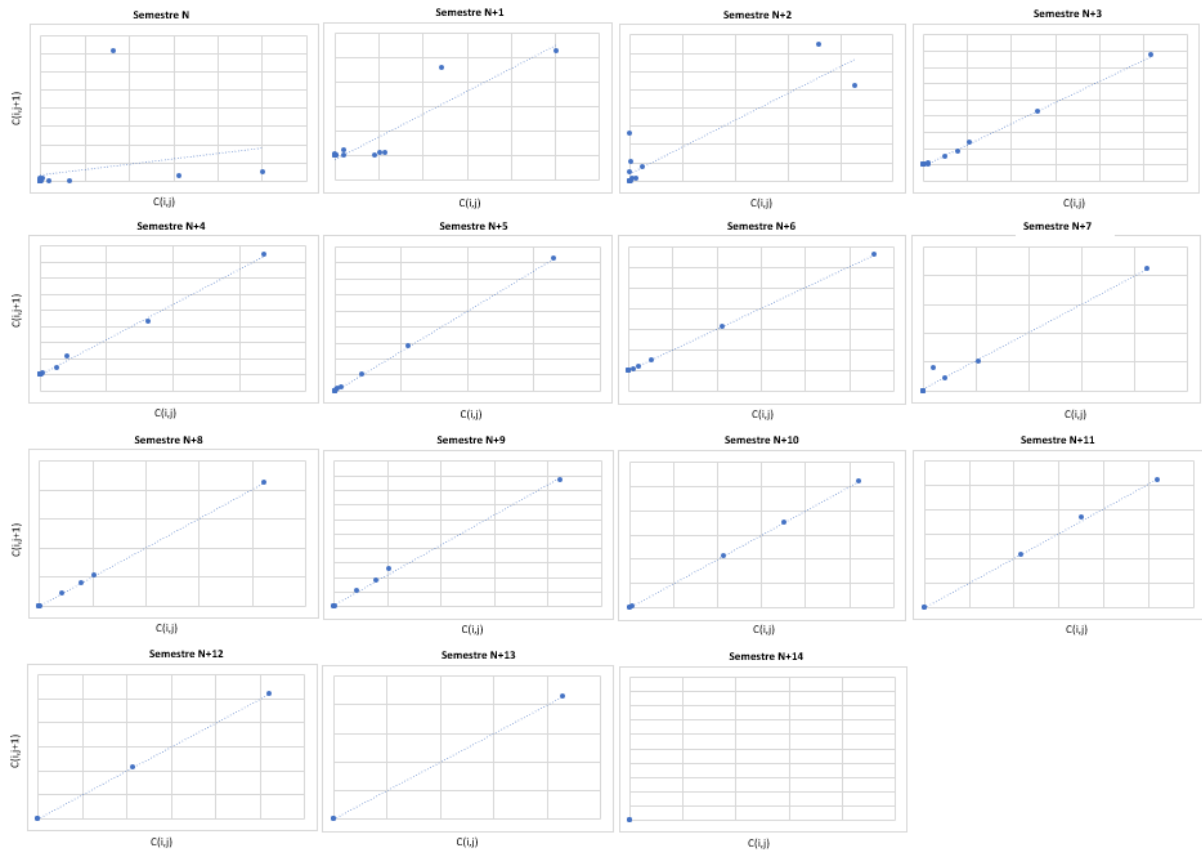 Semestre N
Semestre N+1
Semestre N+2
Semestre N+3
C(i,j+1)
C(i,j)
C(i,j)
C(i,j)
C(i,j)
Semestre N+4
Semestre N+5
Semestre N+6
Semestre N+7
C(i,j+1)
C(i,j)
C(i,j)
C(i,j)
C(i,j)
Semestre N+8
Semestre N+9
Semestre N+10
Semestre N+11
C(i,j+1)
C(i,j)
C(i,j)
C(i,j)
C(i,j)
Semestre N+12
Semestre N+13
Semestre N+14
C(i,j+1)
C(i,j)
C(i,j)
C(i,j)